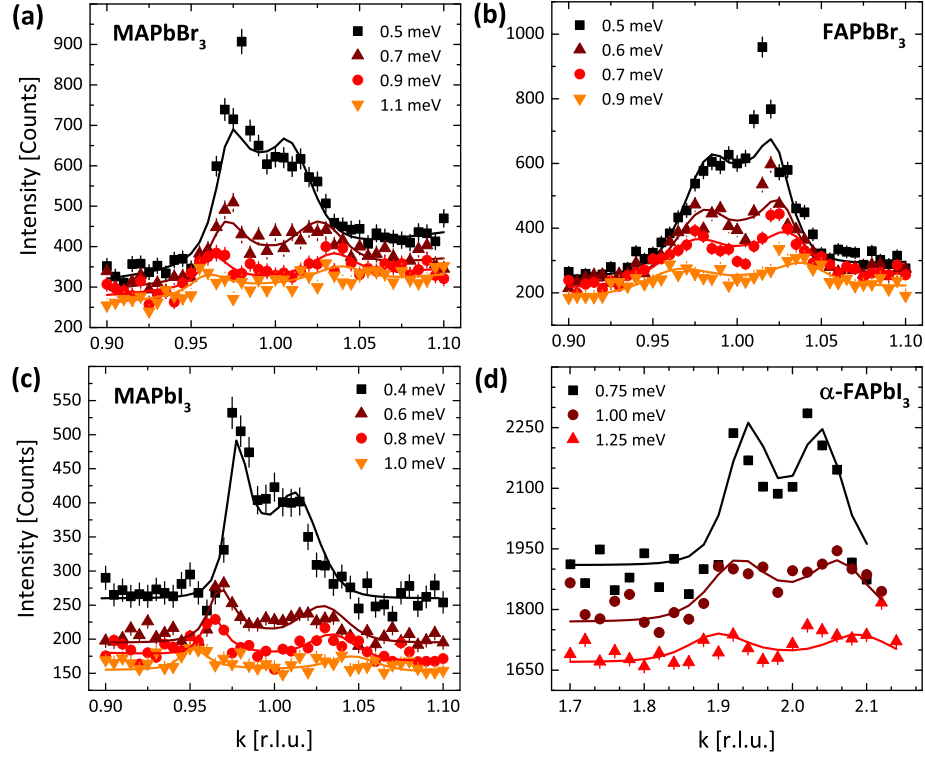 (a) MAPbBr3
0.5 meV
0.7 meV
0.9 meV
1.1 meV
900
800
700
600
500
400
300
200
0.90 0.95 1.00 1.05 1.10
Intensity [Counts]
(b) FAPbBr3
0.5 meV
0.6 meV
0.7 meV
0.9 meV
1000
800
600
400
200
0.90 0.95 1.00 1.05 1.10
(c) MAPbI3
0.4 meV
0.6 meV
0.8 meV
1.0 meV
550
500
450
400
350
300
250
200
150
0.90 0.95 1.00 1.05 1.10
Intensity [Counts]
k [r.l.u.]
(d) α-FAPbI3
0.75 meV
1.00 meV
1.25 meV
2250
2100
1950
1800
1650
1.7 1.8 1.9 2.0 2.1
k [r.l.u.]